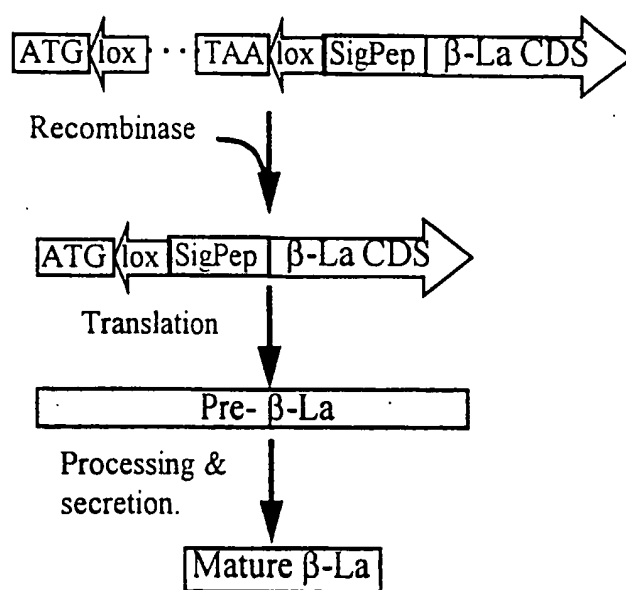 ATG lox ··· TAA lox SigPep β-La CDS
Recombinase
ATG lox SigPep β-La CDS
Translation
Pre- β-La
Processing &
secretion.
Mature β-La